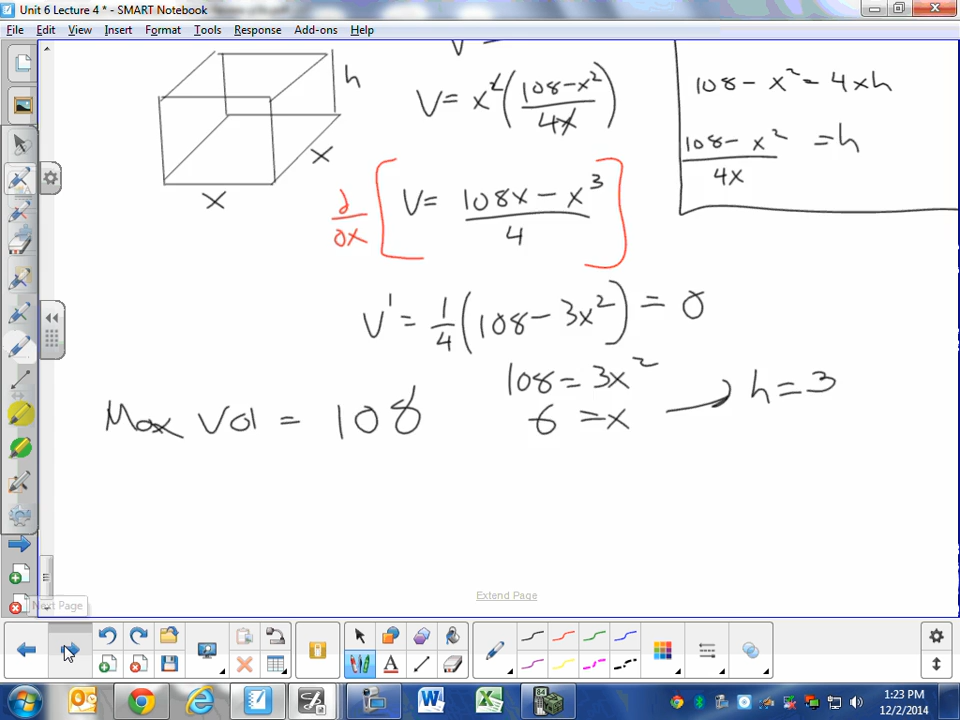 Unit 6 Lecture 4 * - SMART Notebook
File Edit View Insert Format Tools Response Add-ons Help
V =
h
x
x
V = x² (108 - x² / 4x)
108 - x² = 4xh
108 - x² / 4x = h
d/dx [V = 108x - x³ / 4]
V' = 1/4 (108 - 3x²) = 0
108 = 3x²
6 = x → h = 3
Max Vol = 108
Extend Page
Next Page
1:23 PM
12/2/2014